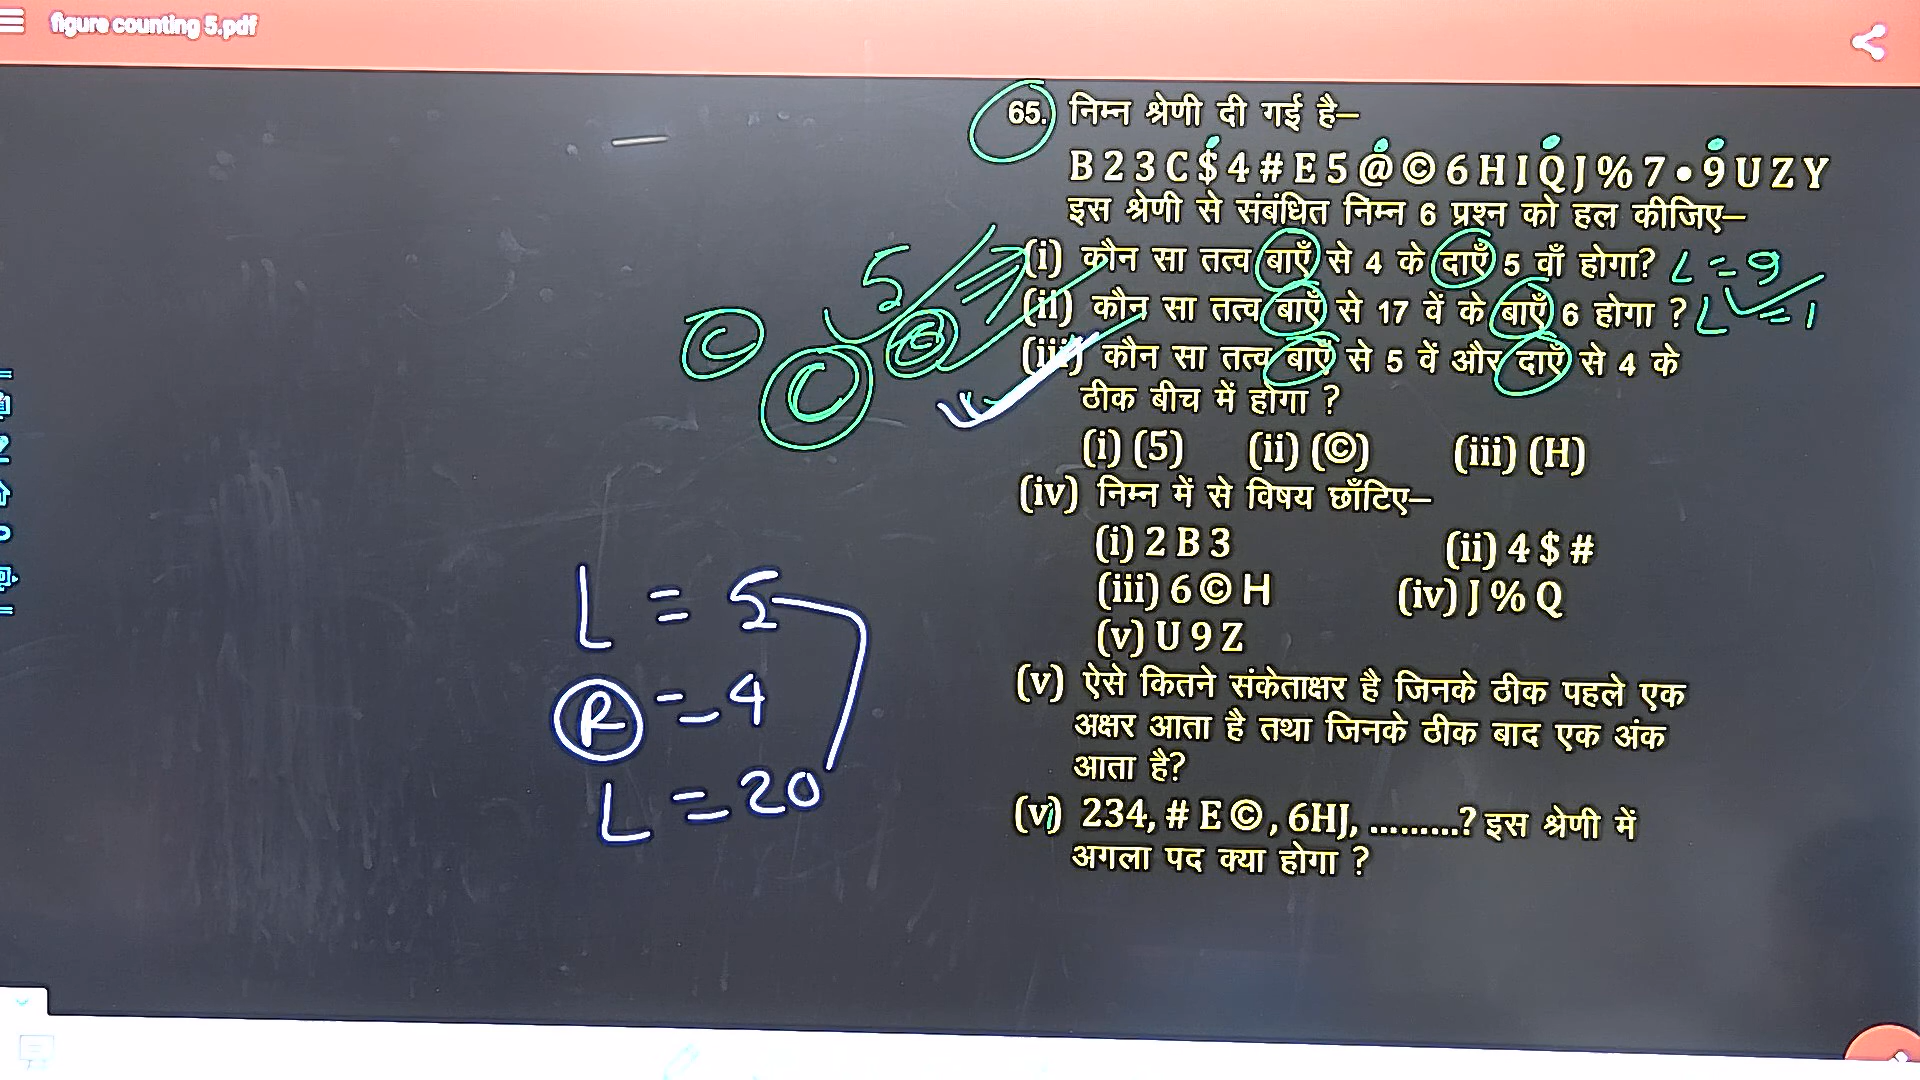 figure counting 5.pdf
65. निम्न श्रेणी दी गई है–
B 2 3 C $ 4 # E 5 @ © 6 H I Q J % 7 • 9 U Z Y
इस श्रेणी से संबंधित निम्न 6 प्रश्न को हल कीजिए–
(i) कौन सा तत्व बाएँ से 4 के दाएँ 5 वाँ होगा? L = 9
(ii) कौन सा तत्व बाएँ से 17 वें के बाएँ 6 होगा ?
(iii) कौन सा तत्व बाएँ से 5 वें और दाएँ से 4 के
ठीक बीच में होगा ?
(i) (5) (ii) (©) (iii) (H)
(iv) निम्न में से विषय छाँटिए–
(i) 2 B 3 (ii) 4 $ #
(iii) 6 © H (iv) J % Q
(v) U 9 Z
(v) ऐसे कितने संकेताक्षर है जिनके ठीक पहले एक
अक्षर आता है तथा जिनके ठीक बाद एक अंक
आता है?
(vi) 234, # E © , 6HJ, .........? इस श्रेणी में
अगला पद क्या होगा ?
5
©
L = 5
R = 4
L = 20